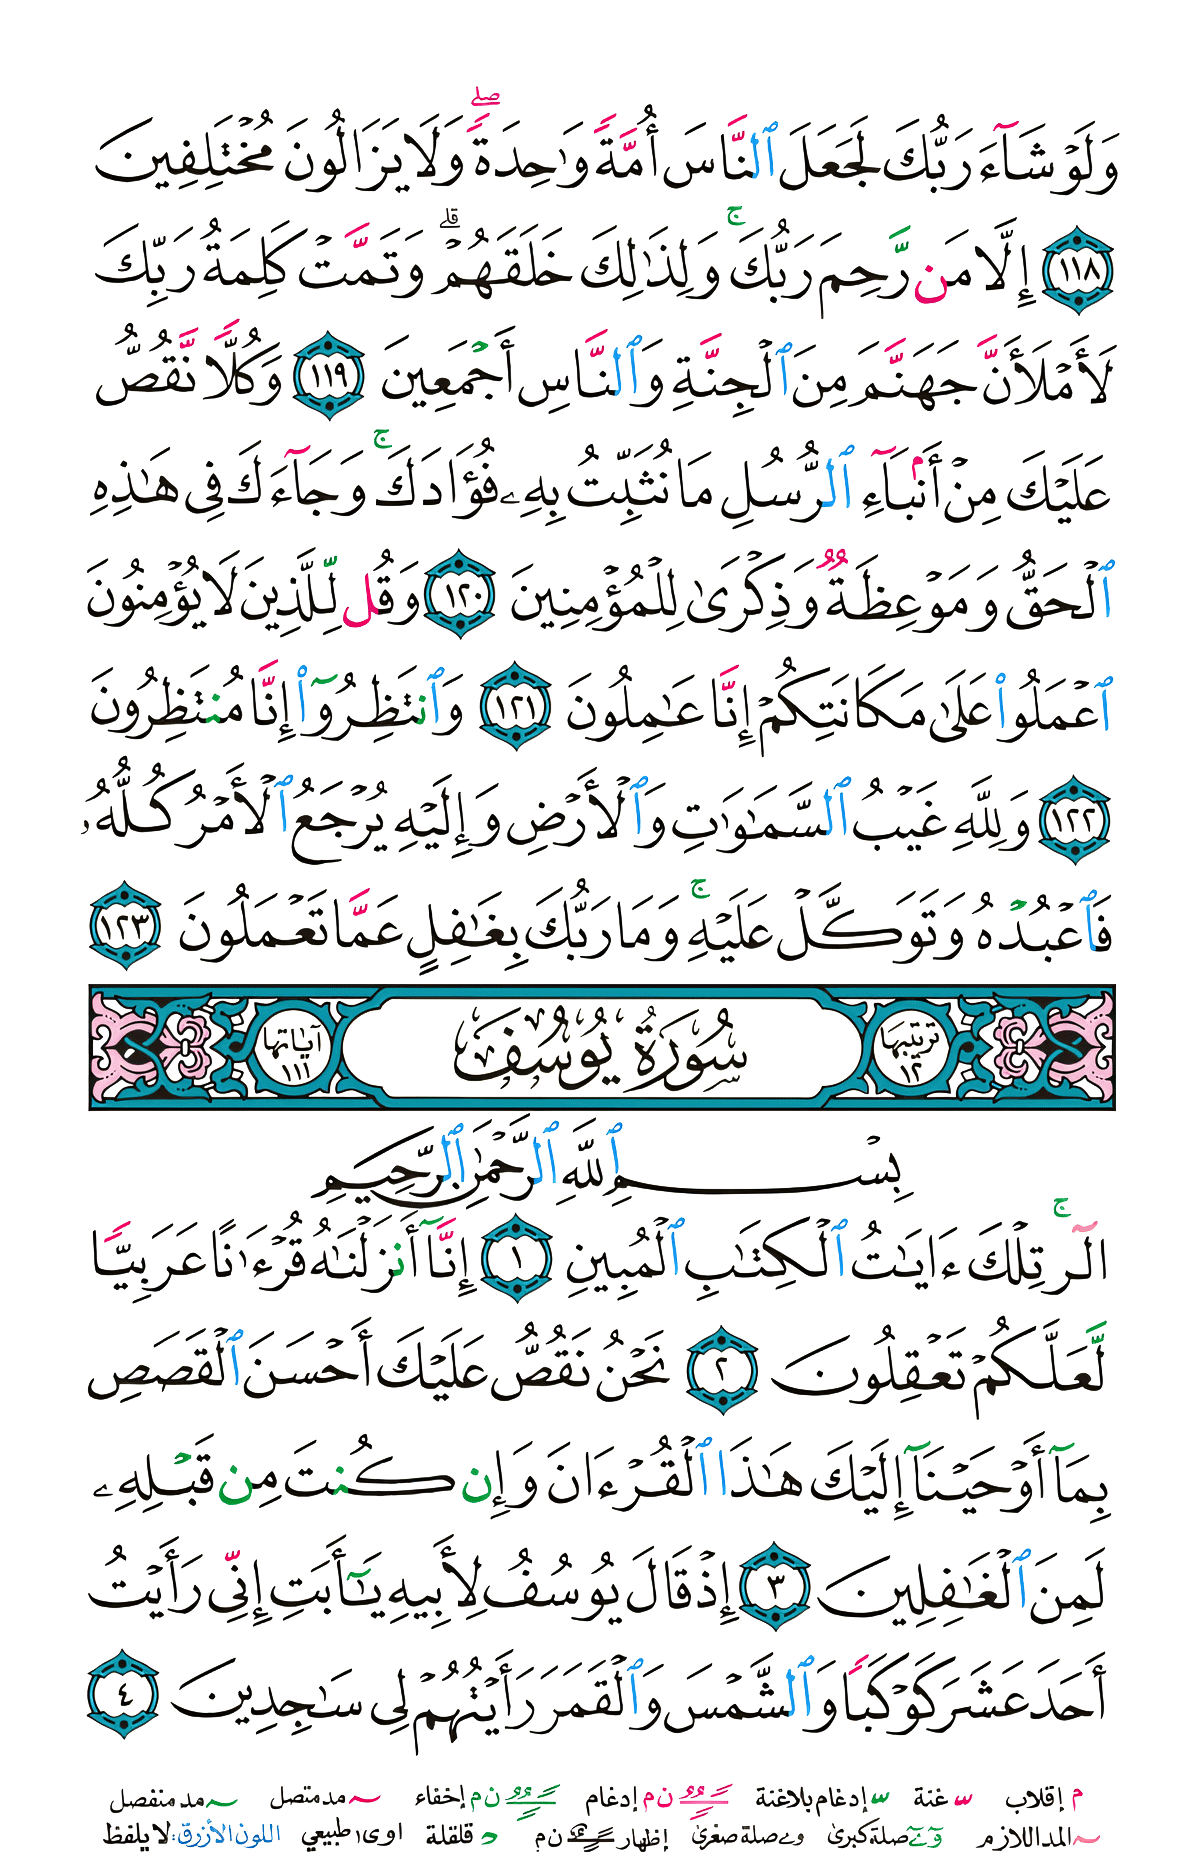 وَلَوْ شَآءَ رَبُّكَ لَجَعَلَ ٱلنَّاسَ أُمَّةً وَٰحِدَةً ۖ وَلَا يَزَالُونَ مُخْتَلِفِينَ
١١٨ إِلَّا مَن رَّحِمَ رَبُّكَ ۚ وَلِذَٰلِكَ خَلَقَهُمْ ۗ وَتَمَّتْ كَلِمَةُ رَبِّكَ
لَأَمْلَأَنَّ جَهَنَّمَ مِنَ ٱلْجِنَّةِ وَٱلنَّاسِ أَجْمَعِينَ ١١٩ وَكُلًّا نَّقُصُّ
عَلَيْكَ مِنْ أَنۢبَآءِ ٱلرُّسُلِ مَا نُثَبِّتُ بِهِۦ فُؤَادَكَ ۚ وَجَآءَكَ فِى هَٰذِهِ
ٱلْحَقُّ وَمَوْعِظَةٌ وَذِكْرَىٰ لِلْمُؤْمِنِينَ ١٢٠ وَقُل لِّلَّذِينَ لَا يُؤْمِنُونَ
ٱعْمَلُوا۟ عَلَىٰ مَكَانَتِكُمْ إِنَّا عَٰمِلُونَ ١٢١ وَٱنتَظِرُوٓا۟ إِنَّا مُنتَظِرُونَ
١٢٢ وَلِلَّهِ غَيْبُ ٱلسَّمَٰوَٰتِ وَٱلْأَرْضِ وَإِلَيْهِ يُرْجَعُ ٱلْأَمْرُ كُلُّهُۥ
فَٱعْبُدْهُ وَتَوَكَّلْ عَلَيْهِ ۚ وَمَا رَبُّكَ بِغَٰفِلٍ عَمَّا تَعْمَلُونَ ١٢٣
ترتيبها ١٢ سُورَةُ يُوسُفَ آياتها ١١١
بِسْمِ ٱللَّهِ ٱلرَّحْمَٰنِ ٱلرَّحِيمِ
الٓر ۚ تِلْكَ ءَايَٰتُ ٱلْكِتَٰبِ ٱلْمُبِينِ ١ إِنَّآ أَنزَلْنَٰهُ قُرْءَٰنًا عَرَبِيًّا
لَّعَلَّكُمْ تَعْقِلُونَ ٢ نَحْنُ نَقُصُّ عَلَيْكَ أَحْسَنَ ٱلْقَصَصِ
بِمَآ أَوْحَيْنَآ إِلَيْكَ هَٰذَا ٱلْقُرْءَانَ وَإِن كُنتَ مِن قَبْلِهِۦ
لَمِنَ ٱلْغَٰفِلِينَ ٣ إِذْ قَالَ يُوسُفُ لِأَبِيهِ يَٰٓأَبَتِ إِنِّى رَأَيْتُ
أَحَدَ عَشَرَ كَوْكَبًا وَٱلشَّمْسَ وَٱلْقَمَرَ رَأَيْتُهُمْ لِى سَٰجِدِينَ ٤
م إقلاب غنة إدغام بلاغنة ن م إدغام ن م إخفاء مد متصل مد منفصل
المد اللازم صلة كبرى وے صلة صغرى إظهار ن م قلقلة اوى١ طبيعي اللون الأزرق: لا يلفظ